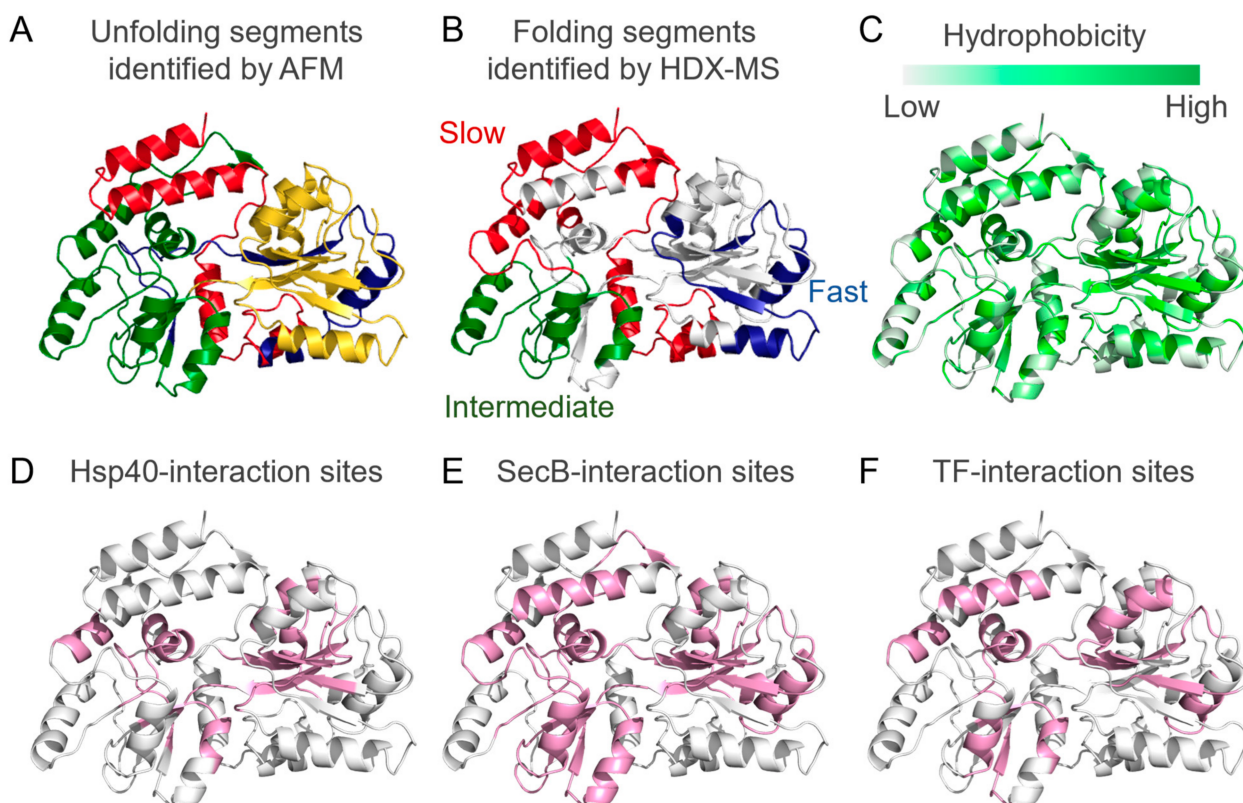 A Unfolding segments
identified by AFM
B Folding segments
identified by HDX-MS
C Hydrophobicity
Low High
Slow
Fast
Intermediate
D Hsp40-interaction sites
E SecB-interaction sites
F TF-interaction sites